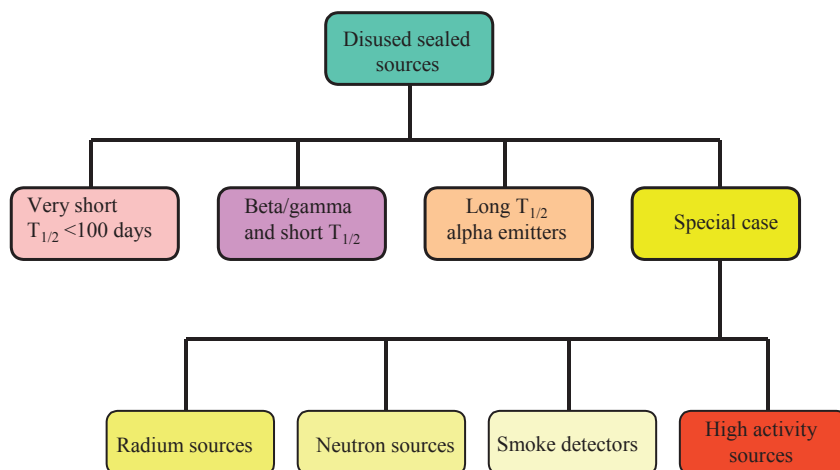 Disused sealed
sources
Very short
T1/2 <100 days
Beta/gamma
and short T1/2
Long T1/2
alpha emitters
Special case
Radium sources
Neutron sources
Smoke detectors
High activity
sources